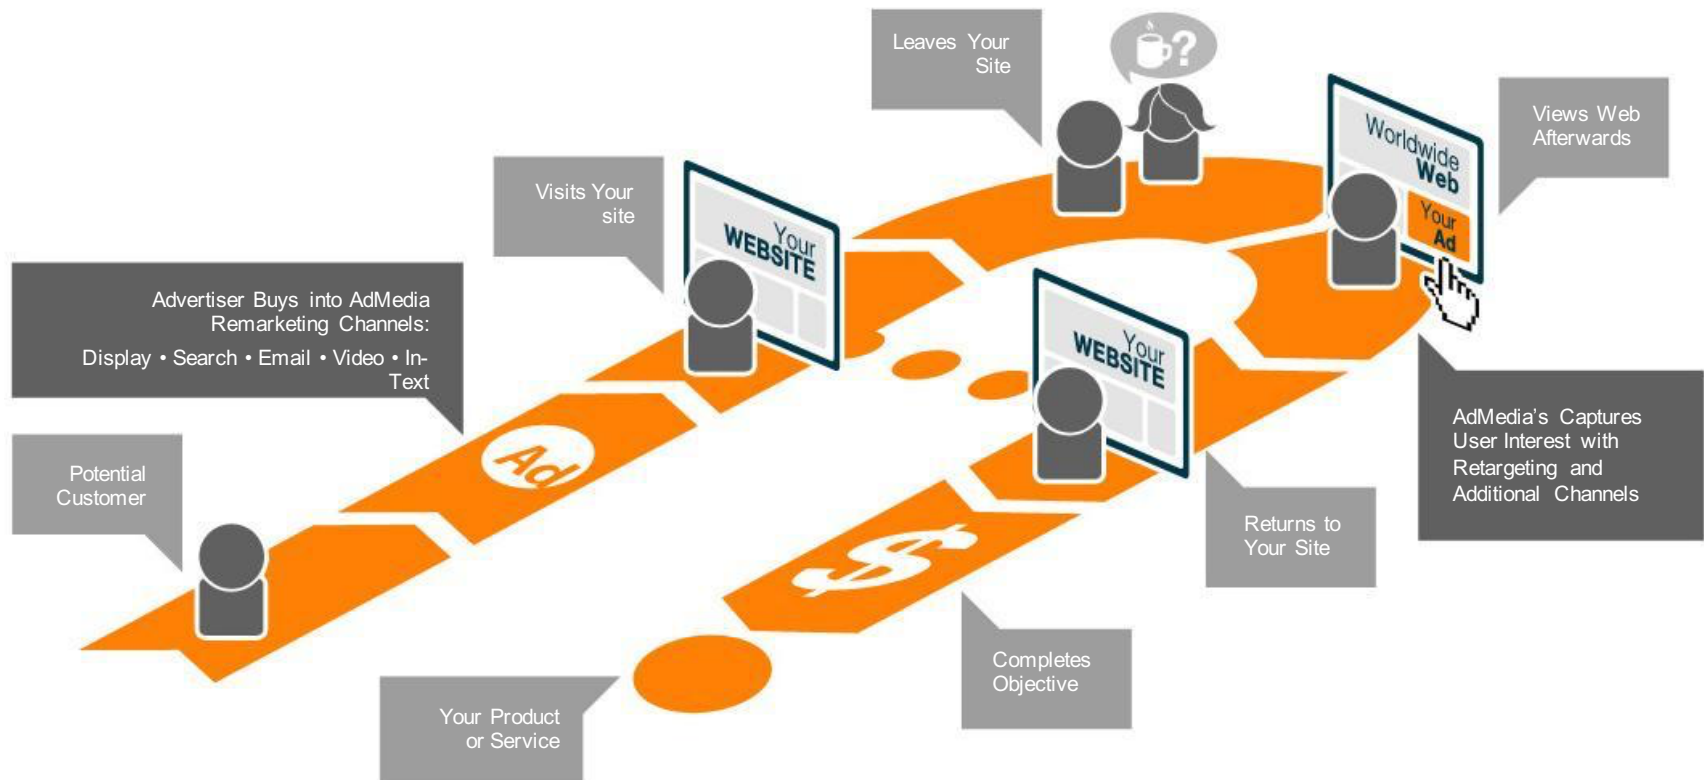 Potential
Customer
Advertiser Buys into AdMedia
Remarketing Channels:
Display • Search • Email • Video • In-
Text
Ad
Visits Your
site
Your
WEBSITE
Leaves Your
Site
?
Views Web
Afterwards
Worldwide
Web
Your
Ad
AdMedia’s Captures
User Interest with
Retargeting and
Additional Channels
Returns to
Your Site
Your
WEBSITE
Completes
Objective
$
Your Product
or Service